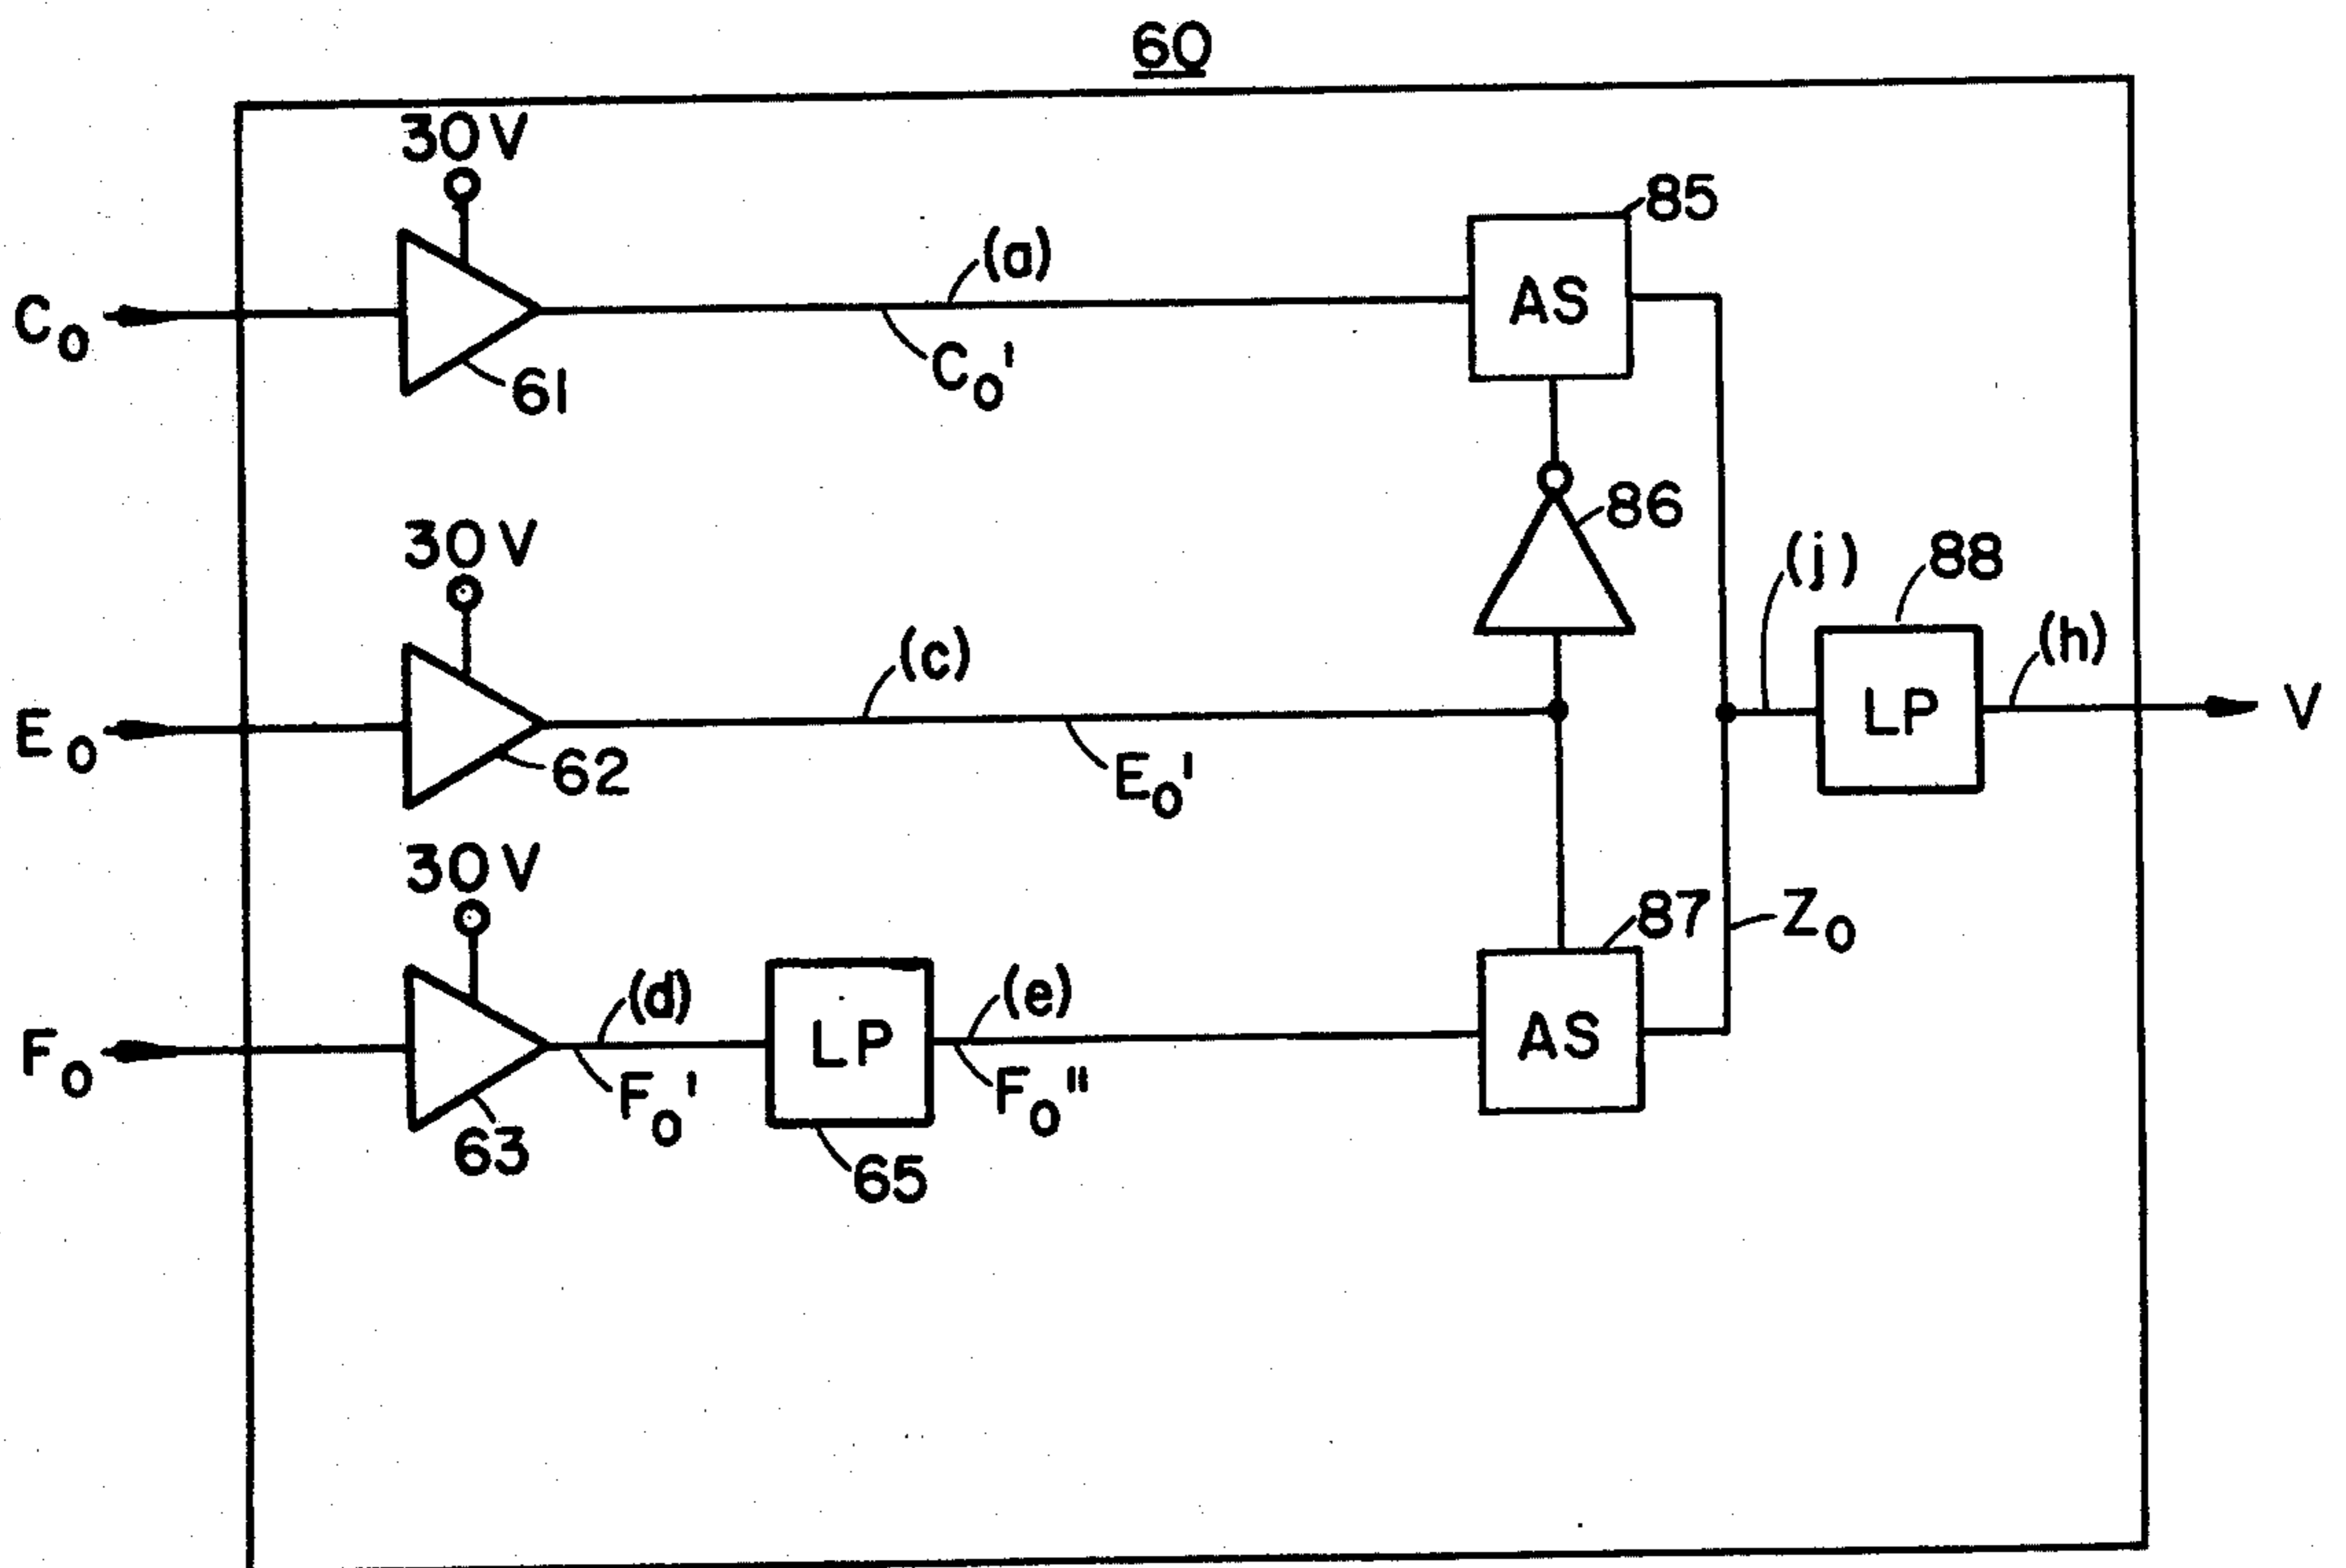 60
30V
85
(a)
C₀
AS
C₀'
61
86
30V
(j)
88
(c)
(h)
E₀
LP
V
62
E₀'
30V
87
Z₀
(d)
(e)
F₀
LP
AS
F₀'
F₀"
63
65